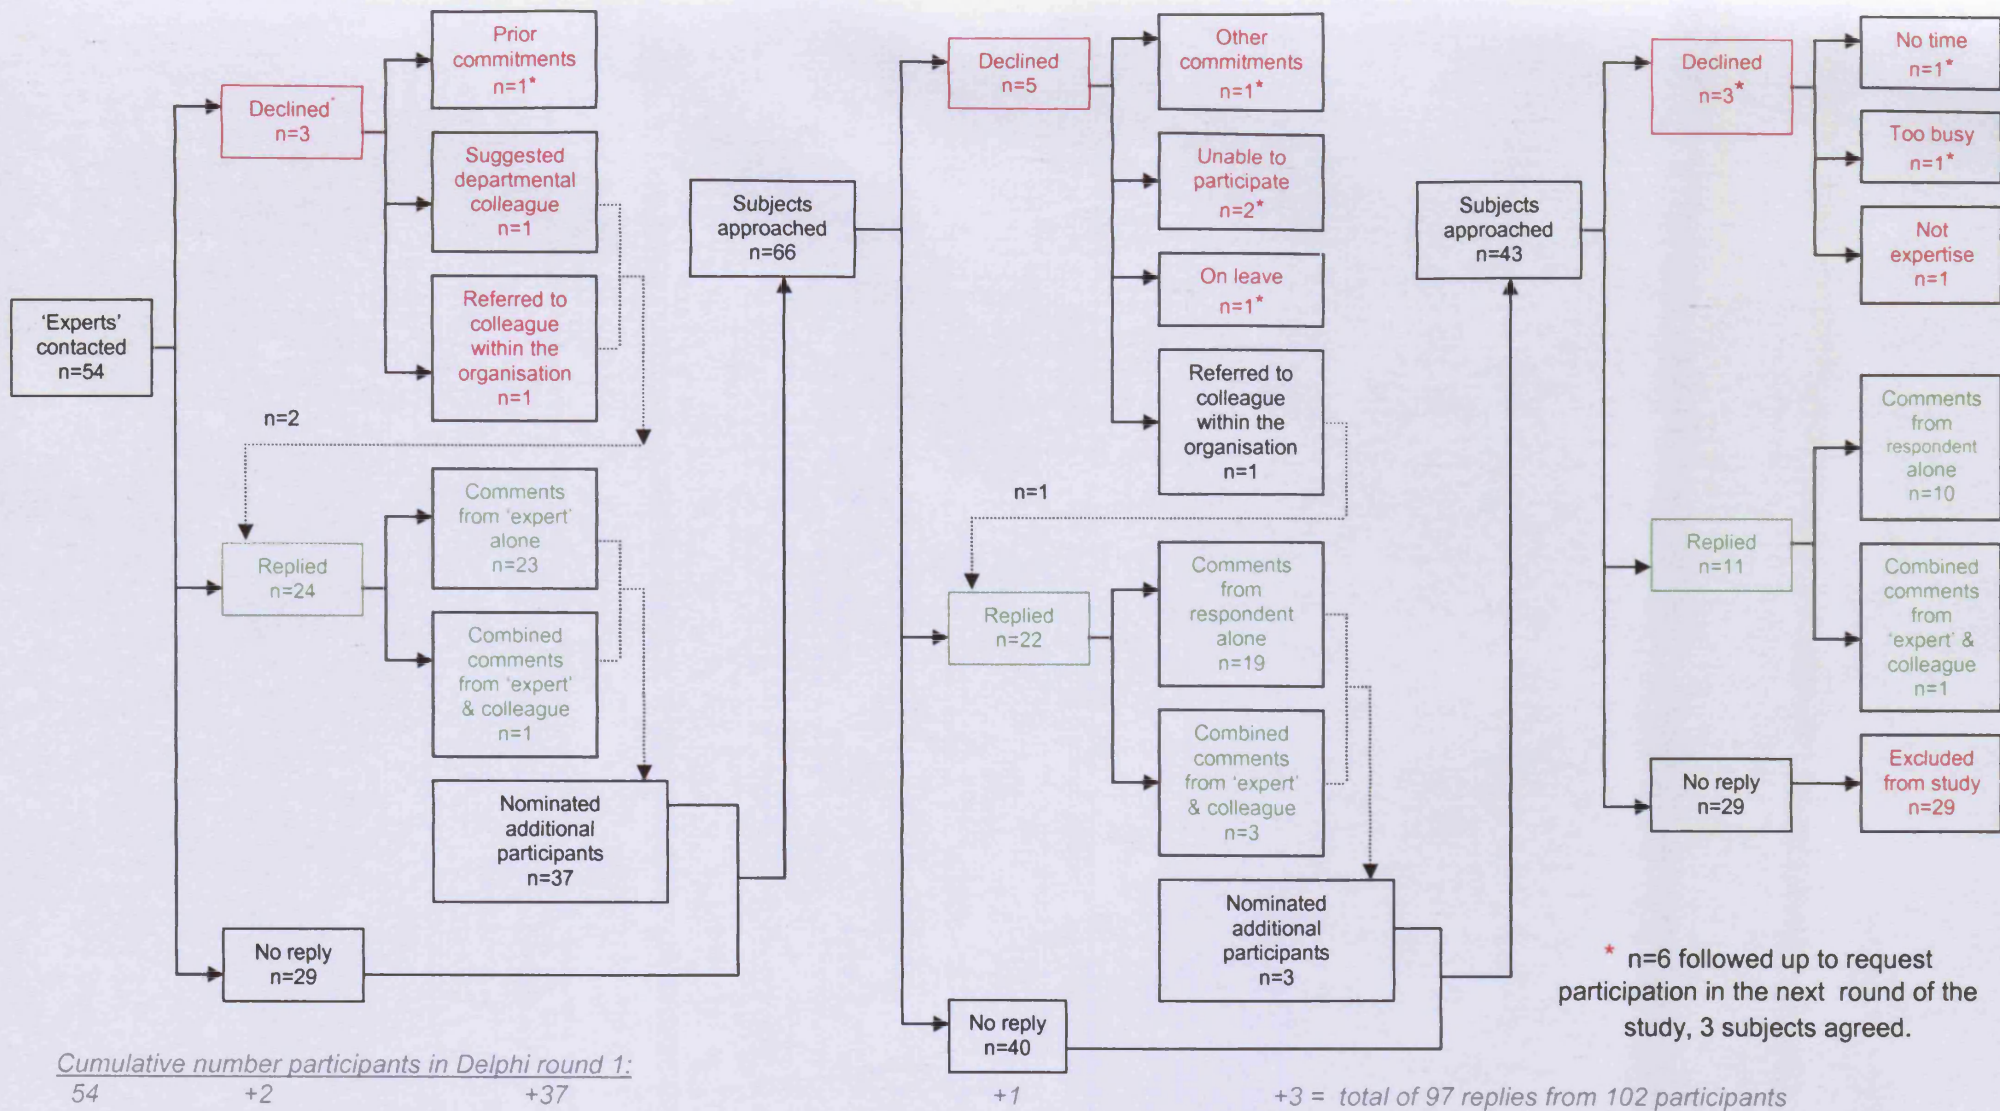 'Experts'
contacted
n=54
Declined*
n=3
Prior
commitments
n=1*
Suggested
departmental
colleague
n=1
Referred to
colleague
within the
organisation
n=1
n=2
Replied
n=24
Comments
from 'expert'
alone
n=23
Combined
comments
from 'expert'
& colleague
n=1
Nominated
additional
participants
n=37
No reply
n=29
Subjects
approached
n=66
Declined
n=5
Other
commitments
n=1*
Unable to
participate
n=2*
On leave
n=1*
Referred to
colleague
within the
organisation
n=1
n=1
Replied
n=22
Comments
from
respondent
alone
n=19
Combined
comments
from 'expert'
& colleague
n=3
Nominated
additional
participants
n=3
No reply
n=40
Subjects
approached
n=43
Declined
n=3*
No time
n=1*
Too busy
n=1*
Not
expertise
n=1
Replied
n=11
Comments
from
respondent
alone
n=10
Combined
comments
from
'expert' &
colleague
n=1
No reply
n=29
Excluded
from study
n=29
* n=6 followed up to request
participation in the next round of the
study, 3 subjects agreed.
Cumulative number participants in Delphi round 1:
54 +2 +37 +1 +3 = total of 97 replies from 102 participants